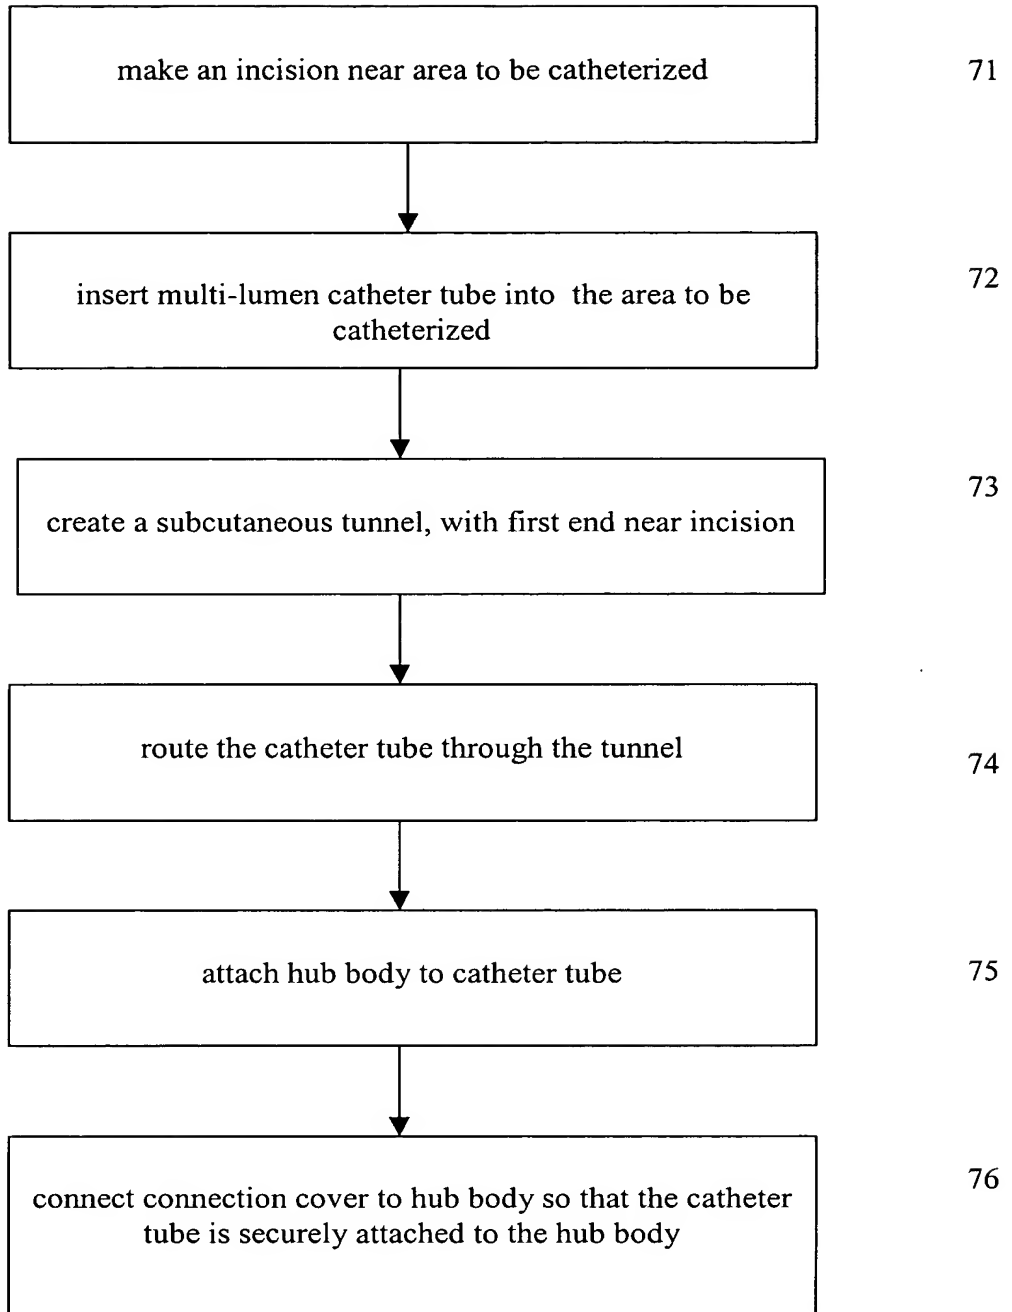 make an incision near area to be catheterized
71
insert multi-lumen catheter tube into the area to be
catheterized
72
create a subcutaneous tunnel, with first end near incision
73
route the catheter tube through the tunnel
74
attach hub body to catheter tube
75
connect connection cover to hub body so that the catheter
tube is securely attached to the hub body
76